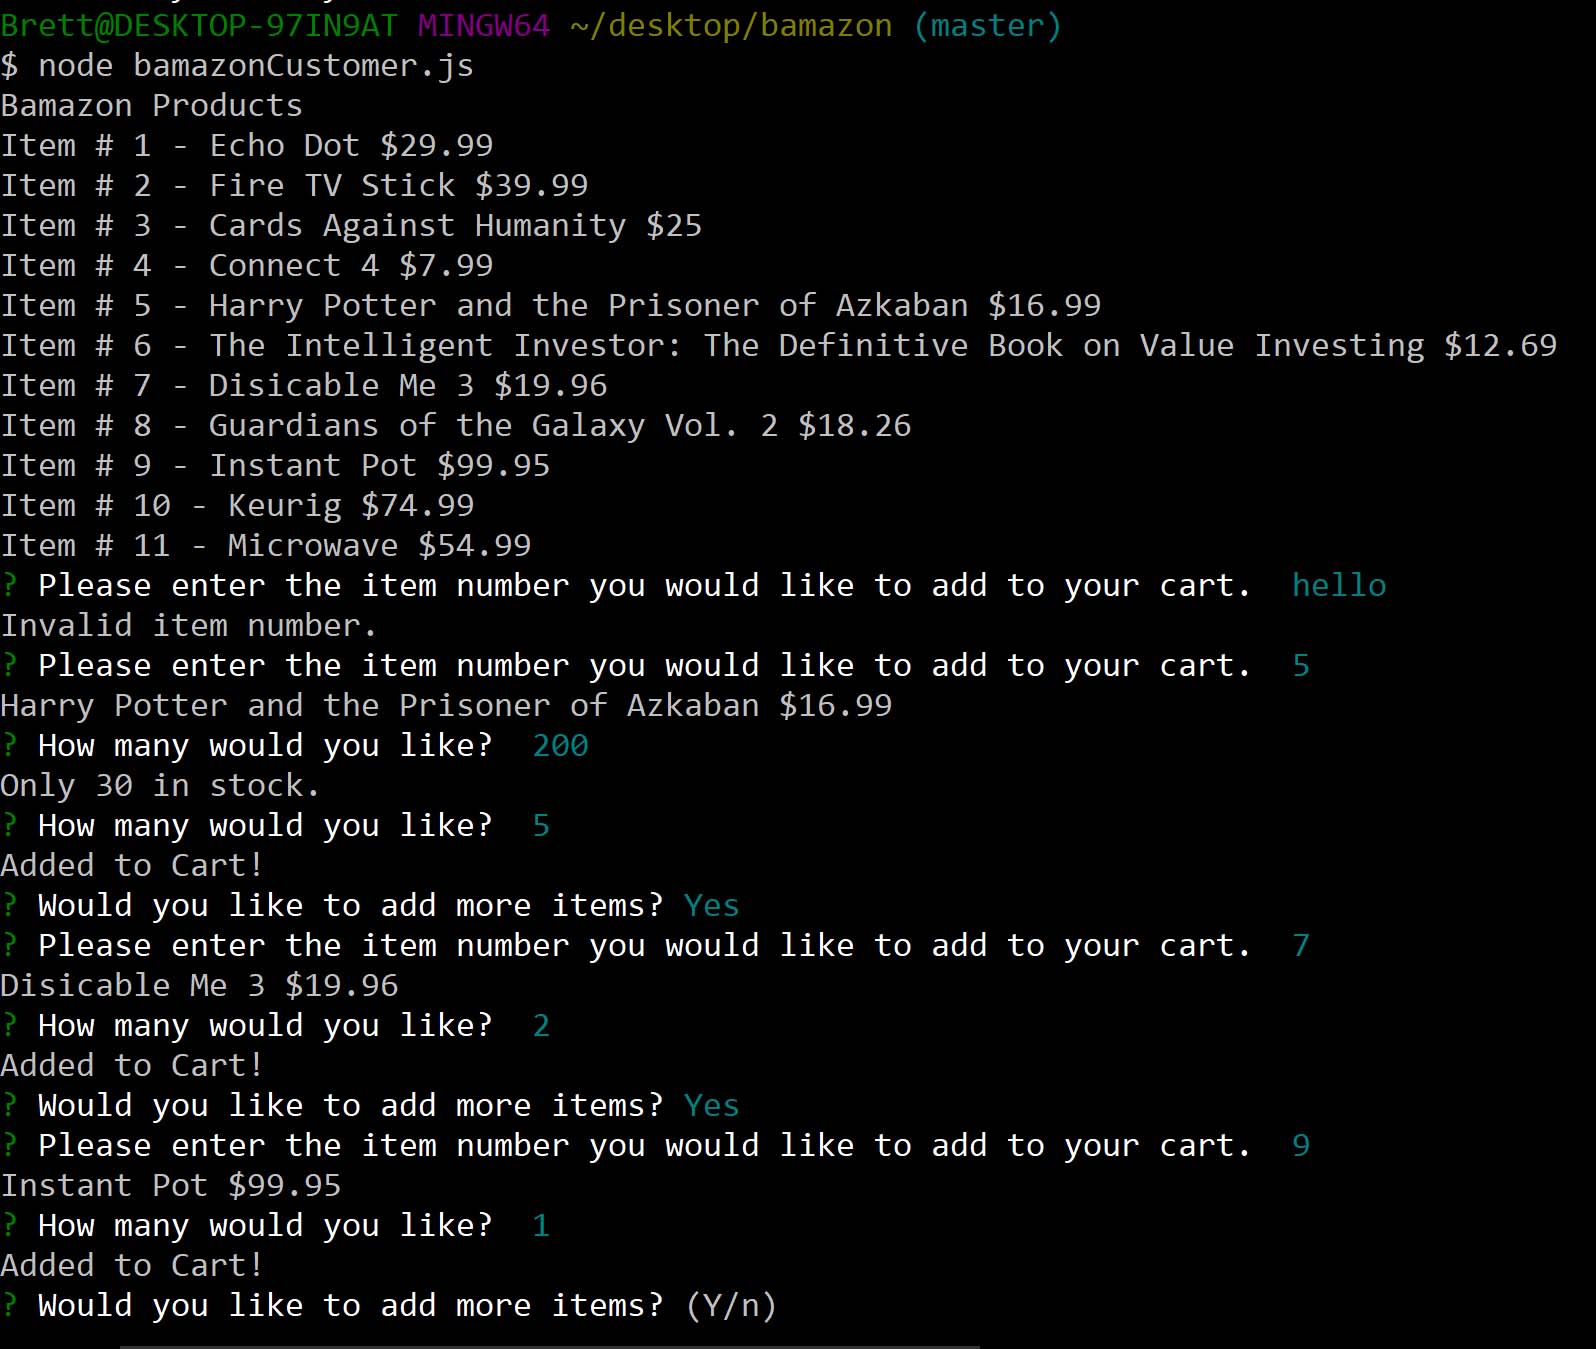 Brett@DESKTOP-97IN9AT MINGW64 ~/desktop/bamazon (master)
$ node bamazonCustomer.js
Bamazon Products
Item # 1 - Echo Dot $29.99
Item # 2 - Fire TV Stick $39.99
Item # 3 - Cards Against Humanity $25
Item # 4 - Connect 4 $7.99
Item # 5 - Harry Potter and the Prisoner of Azkaban $16.99
Item # 6 - The Intelligent Investor: The Definitive Book on Value Investing $12.69
Item # 7 - Disicable Me 3 $19.96
Item # 8 - Guardians of the Galaxy Vol. 2 $18.26
Item # 9 - Instant Pot $99.95
Item # 10 - Keurig $74.99
Item # 11 - Microwave $54.99
? Please enter the item number you would like to add to your cart.  hello
Invalid item number.
? Please enter the item number you would like to add to your cart.  5
Harry Potter and the Prisoner of Azkaban $16.99
? How many would you like?  200
Only 30 in stock.
? How many would you like?  5
Added to Cart!
? Would you like to add more items? Yes
? Please enter the item number you would like to add to your cart.  7
Disicable Me 3 $19.96
? How many would you like?  2
Added to Cart!
? Would you like to add more items? Yes
? Please enter the item number you would like to add to your cart.  9
Instant Pot $99.95
? How many would you like?  1
Added to Cart!
? Would you like to add more items? (Y/n)